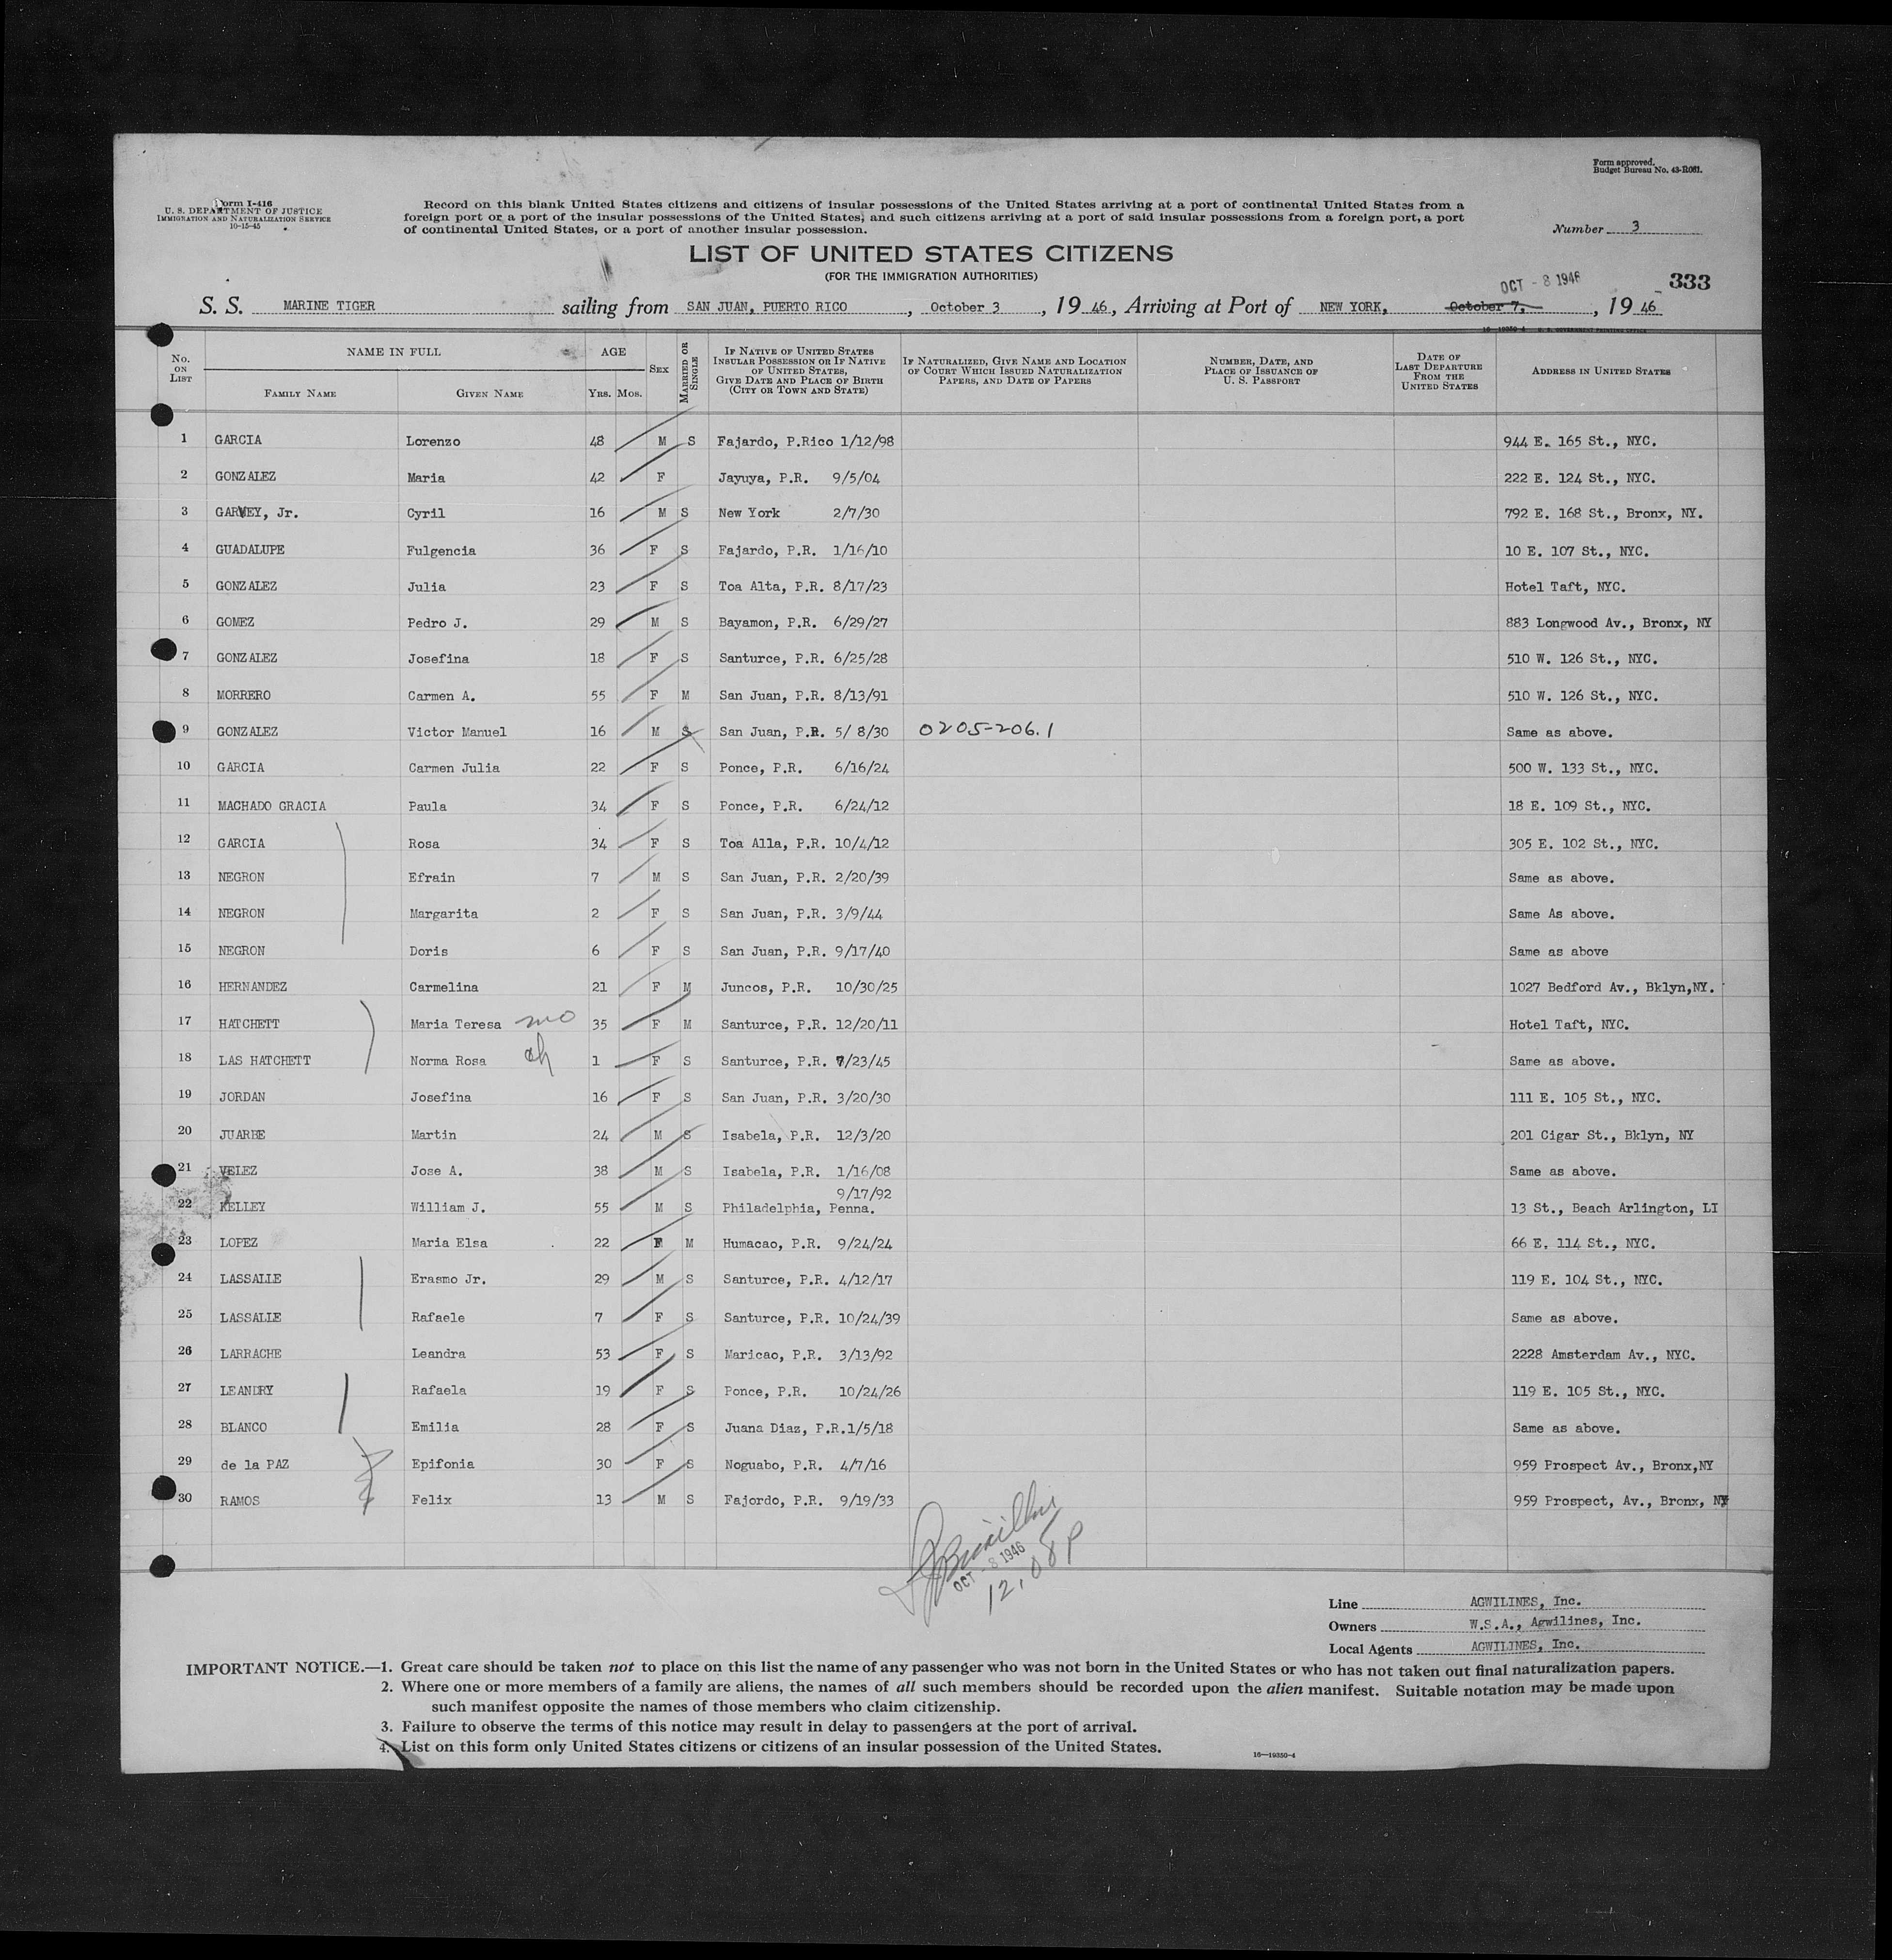 Form approved.
Budget Bureau No. 43-R081.
Form I-416
U. S. DEPARTMENT OF JUSTICE
IMMIGRATION AND NATURALIZATION SERVICE
10-15-45
Record on this blank United States citizens and citizens of insular possessions of the United States arriving at a port of continental United States from a
foreign port or a port of the insular possessions of the United States; and such citizens arriving at a port of said insular possessions from a foreign port, a port
of continental United States, or a port of another insular possession.
Number 3
LIST OF UNITED STATES CITIZENS
(FOR THE IMMIGRATION AUTHORITIES)
OCT - 8 1946
333
S. S. MARINE TIGER sailing from SAN JUAN, PUERTO RICO, October 3, 1946, Arriving at Port of NEW YORK, October 7, , 1946
No. ON LIST NAME IN FULL FAMILY NAME GIVEN NAME AGE YRS. MOS. SEX MARRIED OR SINGLE IF NATIVE OF UNITED STATES INSULAR POSSESSION OR IF NATIVE OF UNITED STATES, GIVE DATE AND PLACE OF BIRTH (CITY OR TOWN AND STATE) IF NATURALIZED, GIVE NAME AND LOCATION OF COURT WHICH ISSUED NATURALIZATION PAPERS, AND DATE OF PAPERS NUMBER, DATE, AND PLACE OF ISSUANCE OF U. S. PASSPORT DATE OF LAST DEPARTURE FROM THE UNITED STATES ADDRESS IN UNITED STATES
1 GARCIA Lorenzo 48 M S Fajardo, P.Rico 1/12/98 944 E. 165 St., NYC.
2 GONZALEZ Maria 42 F Jayuya, P.R. 9/5/04 222 E. 124 St., NYC.
3 GARVEY, Jr. Cyril 16 M S New York 2/7/30 792 E. 168 St., Bronx, NY.
4 GUADALUPE Fulgencia 36 F S Fajardo, P.R. 1/16/10 10 E. 107 St., NYC.
5 GONZALEZ Julia 23 F S Toa Alta, P.R. 8/17/23 Hotel Taft, NYC.
6 GOMEZ Pedro J. 29 M S Bayamon, P.R. 6/29/27 883 Longwood Av., Bronx, NY
7 GONZALEZ Josefina 18 F S Santurce, P.R. 6/25/28 510 W. 126 St., NYC.
8 MORRERO Carmen A. 55 F M San Juan, P.R. 8/13/91 510 W. 126 St., NYC.
9 GONZALEZ Victor Manuel 16 M S San Juan, P.R. 5/ 8/30 0205-206.1 Same as above.
10 GARCIA Carmen Julia 22 F S Ponce, P.R. 6/16/24 500 W. 133 St., NYC.
11 MACHADO GRACIA Paula 34 F S Ponce, P.R. 6/24/12 18 E. 109 St., NYC.
12 GARCIA Rosa 34 F S Toa Alla, P.R. 10/4/12 305 E. 102 St., NYC.
13 NEGRON Efrain 7 M S San Juan, P.R. 2/20/39 Same as above.
14 NEGRON Margarita 2 F S San Juan, P.R. 3/9/44 Same As above.
15 NEGRON Doris 6 F S San Juan, P.R. 9/17/40 Same as above
16 HERNANDEZ Carmelina 21 F M Juncos, P.R. 10/30/25 1027 Bedford Av., Bklyn,NY.
17 HATCHETT Maria Teresa mo 35 F M Santurce, P.R. 12/20/11 Hotel Taft, NYC.
18 LAS HATCHETT Norma Rosa ch 1 F S Santurce, P.R. 7/23/45 Same as above.
19 JORDAN Josefina 16 F S San Juan, P.R. 3/20/30 111 E. 105 St., NYC.
20 JUARBE Martin 24 M S Isabela, P.R. 12/3/20 201 Cigar St., Bklyn, NY
21 VELEZ Jose A. 38 M S Isabela, P.R. 1/16/08 Same as above.
22 KELLEY William J. 55 M S 9/17/92 Philadelphia, Penna. 13 St., Beach Arlington, LI
23 LOPEZ Maria Elsa 22 F M Humacao, P.R. 9/24/24 66 E. 114 St., NYC.
24 LASSALLE Erasmo Jr. 29 M S Santurce, P.R. 4/12/17 119 E. 104 St., NYC.
25 LASSALLE Rafaele 7 F S Santurce, P.R. 10/24/39 Same as above.
26 LARRACHE Leandra 53 F S Maricao, P.R. 3/13/92 2228 Amsterdam Av., NYC.
27 LEANDRY Rafaela 19 F S Ponce, P.R. 10/24/26 119 E. 105 St., NYC.
28 BLANCO Emilia 28 F S Juana Diaz, P.R.1/5/18 Same as above.
29 de la PAZ Epifonia 30 F S Noguabo, P.R. 4/7/16 959 Prospect Av., Bronx,NY
30 RAMOS Felix 13 M S Fajordo, P.R. 9/19/33 959 Prospect, Av., Bronx, NY
OCT - 8 1946
12,08P
Line AGWILINES, Inc.
Owners W.S.A., Agwilines, Inc.
Local Agents AGWILINES, Inc.
IMPORTANT NOTICE.—1. Great care should be taken not to place on this list the name of any passenger who was not born in the United States or who has not taken out final naturalization papers.
2. Where one or more members of a family are aliens, the names of all such members should be recorded upon the alien manifest. Suitable notation may be made upon
such manifest opposite the names of those members who claim citizenship.
3. Failure to observe the terms of this notice may result in delay to passengers at the port of arrival.
4. List on this form only United States citizens or citizens of an insular possession of the United States.
16—19350-4